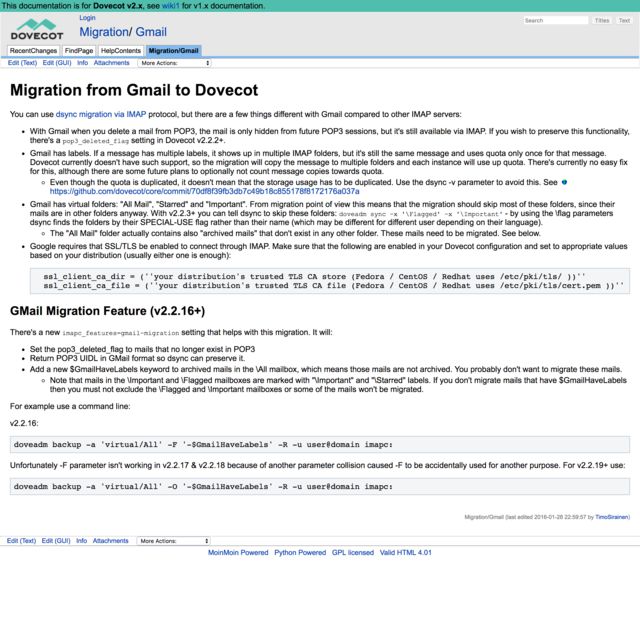 This documentation is for Dovecot v2.x, see wiki1 for v1.x documentation.
Login
Search
Titles Text
DOVECOT
Migration/ Gmail
RecentChanges FindPage HelpContents Migration/Gmail
Edit (Text) Edit (GUI) Info Attachments More Actions:
Migration from Gmail to Dovecot
You can use dsync migration via IMAP protocol, but there are a few things different with Gmail compared to other IMAP servers:
• With Gmail when you delete a mail from POP3, the mail is only hidden from future POP3 sessions, but it's still available via IMAP. If you wish to preserve this functionality,
there's a pop3_deleted_flag setting in Dovecot v2.2.2+.
• Gmail has labels. If a message has multiple labels, it shows up in multiple IMAP folders, but it's still the same message and uses quota only once for that message.
Dovecot currently doesn't have such support, so the migration will copy the message to multiple folders and each instance will use up quota. There's currently no easy fix
for this, although there are some future plans to optionally not count message copies towards quota.
Even though the quota is duplicated, it doesn't mean that the storage usage has to be duplicated. Use the dsync -v parameter to avoid this. See
https://github.com/dovecot/core/commit/70df8f39fb3db7c49b18c855178f8172716a037a
• Gmail has virtual folders: "All Mail", "Starred" and "Important". From migration point of view this means that the migration should skip most of these folders, since their
mails are in other folders anyway. With v2.2.3+ you can tell dsync to skip these folders: doveadm sync -x '\Flagged' -x '\Important' - by using the \flag parameters
dsync finds the folders by their SPECIAL-USE flag rather than their name (which may be different for different user depending on their language).
The "All Mail" folder actually contains also "archived mails" that don't exist in any other folder. These mails need to be migrated. See below.
• Google requires that SSL/TLS be enabled to connect through IMAP. Make sure that the following are enabled in your Dovecot configuration and set to appropriate values
based on your distribution (usually either one is enough):
ssl_client_ca_dir = (''your distribution's trusted TLS CA store (Fedora / CentOS / Redhat uses /etc/pki/tls/ ))''
ssl_client_ca_file = (''your distribution's trusted TLS CA file (Fedora / CentOS / Redhat uses /etc/pki/tls/cert.pem ))''
GMail Migration Feature (v2.2.16+)
There's a new imapc_features=gmail-migration setting that helps with this migration. It will:
• Set the pop3_deleted_flag to mails that no longer exist in POP3
• Return POP3 UIDL in GMail format so dsync can preserve it.
• Add a new $GmailHaveLabels keyword to archived mails in the \All mailbox, which means those mails are not archived. You probably don't want to migrate these mails.
Note that mails in the \Important and \Flagged mailboxes are marked with "\Important" and "\Starred" labels. If you don't migrate mails that have $GmailHaveLabels
then you must not exclude the \Flagged and \Important mailboxes or some of the mails won't be migrated.
For example use a command line:
v2.2.16:
doveadm backup -a 'virtual/All' -F '-$GmailHaveLabels' -R -u user@domain imapc:
Unfortunately -F parameter isn't working in v2.2.17 & v2.2.18 because of another parameter collision caused -F to be accidentally used for another purpose. For v2.2.19+ use:
doveadm backup -a 'virtual/All' -O '-$GmailHaveLabels' -R -u user@domain imapc:
Migration/Gmail (last edited 2016-01-26 22:59:57 by TimoSirainen)
Edit (Text) Edit (GUI) Info Attachments More Actions:
MoinMoin Powered Python Powered GPL licensed Valid HTML 4.01